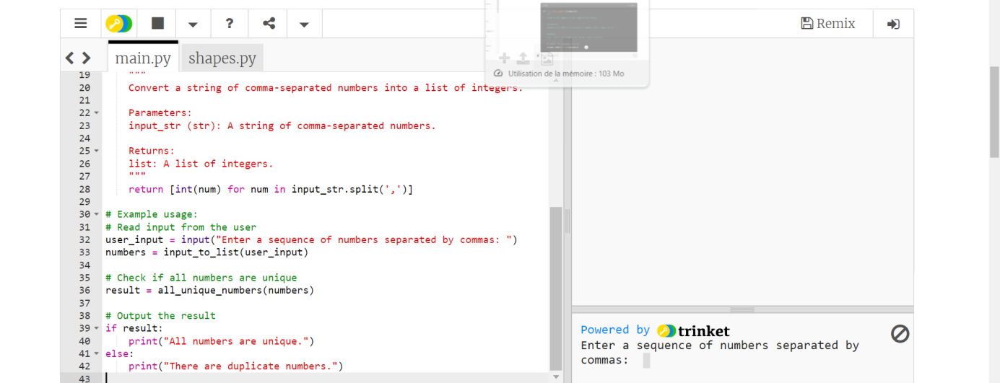 ? Remix
main.py shapes.py
Utilisation de la mémoire : 103 Mo
19 """
20 Convert a string of comma-separated numbers into a list of integers.
21
22 Parameters:
23 input_str (str): A string of comma-separated numbers.
24
25 Returns:
26 list: A list of integers.
27 """
28 return [int(num) for num in input_str.split(',')]
29
30 # Example usage:
31 # Read input from the user
32 user_input = input("Enter a sequence of numbers separated by commas: ")
33 numbers = input_to_list(user_input)
34
35 # Check if all numbers are unique
36 result = all_unique_numbers(numbers)
37
38 # Output the result
39 if result:
40 print("All numbers are unique.")
41 else:
42 print("There are duplicate numbers.")
43
Powered by trinket
Enter a sequence of numbers separated by
commas: